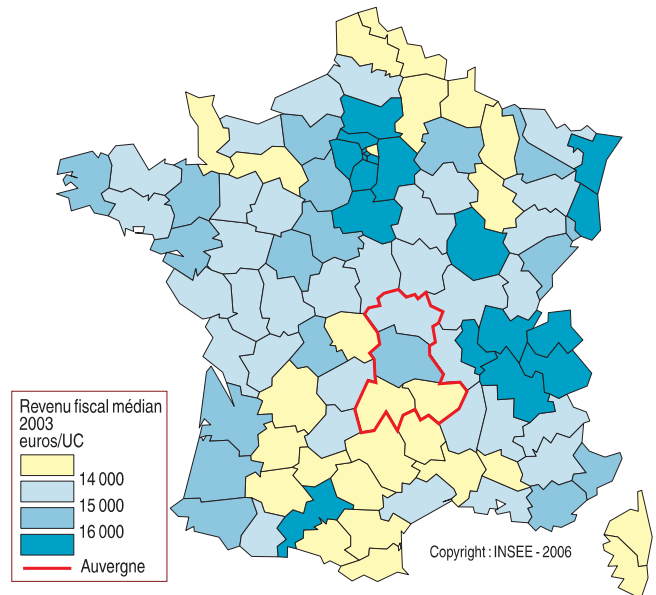 Revenu fiscal médian
2003
euros/UC
14 000
15 000
16 000
Auvergne
Copyright : INSEE - 2006